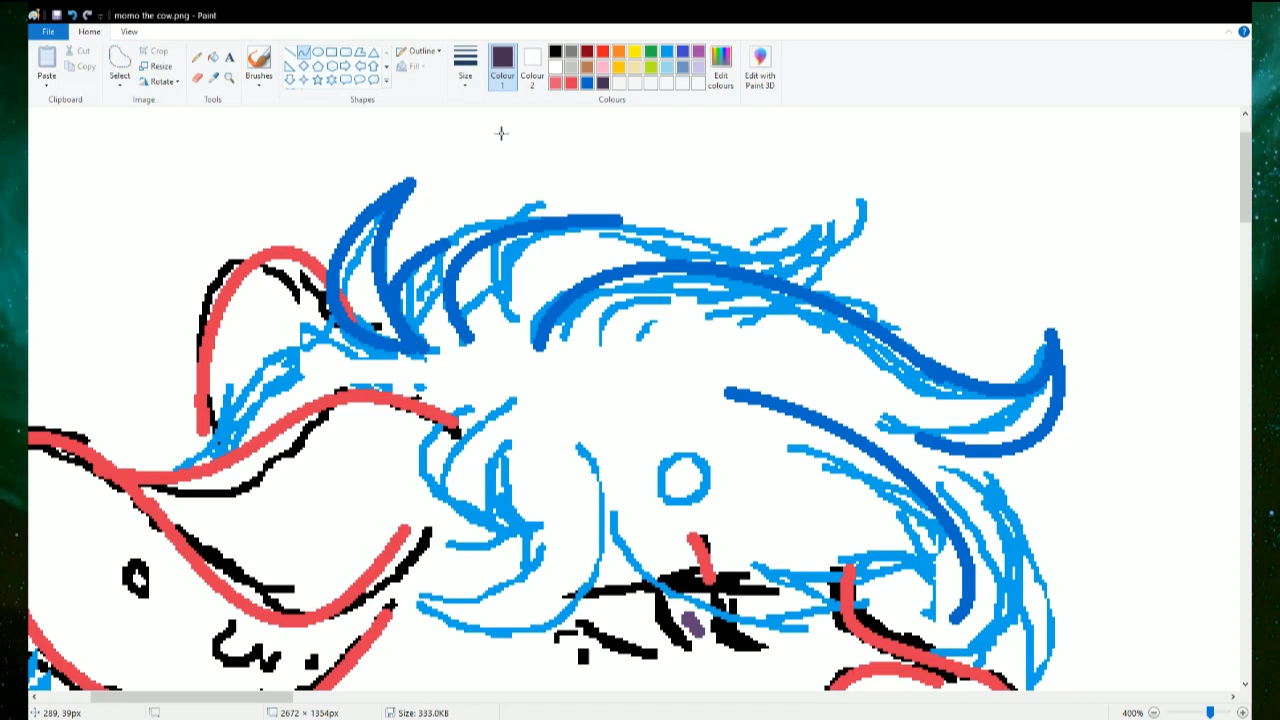 momo the cow.png - Paint
File Home View
Paste Cut Copy
Select Crop Resize Rotate
A
Brushes
Outline Fill
Size
Colour 1
Colour 2
Edit colours
Edit with Paint 3D
Clipboard Image Tools Shapes Colours
289, 39px 2672 × 1354px Size: 333.0KB 400%